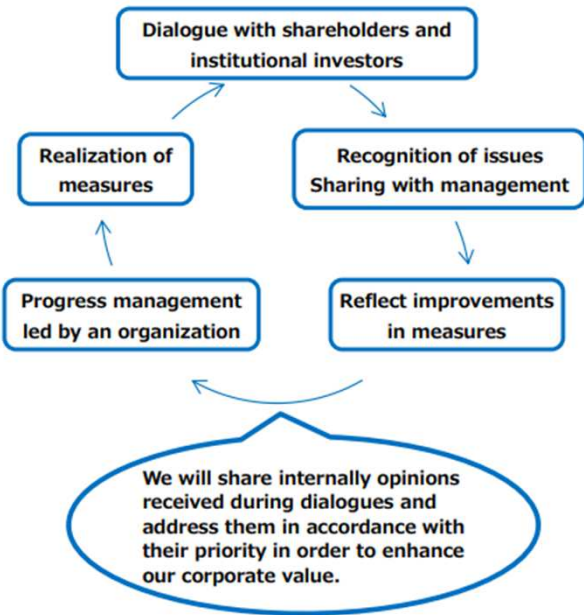 Dialogue with shareholders and
institutional investors
Realization of
measures
Recognition of issues
Sharing with management
Progress management
led by an organization
Reflect improvements
in measures
We will share internally opinions
received during dialogues and
address them in accordance with
their priority in order to enhance
our corporate value.